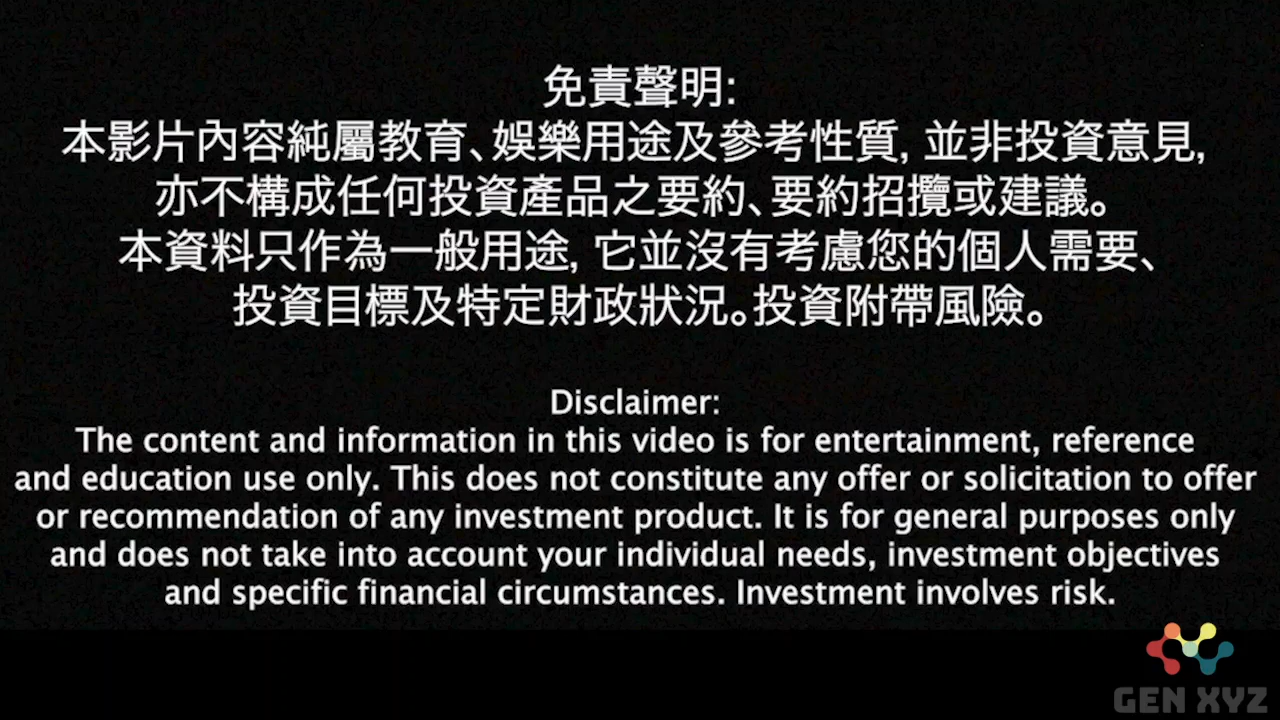 免責聲明:
本影片內容純屬教育、娛樂用途及參考性質, 並非投資意見,
亦不構成任何投資產品之要約、要約招攬或建議。
本資料只作為一般用途, 它並沒有考慮您的個人需要、
投資目標及特定財政狀況。投資附帶風險。
Disclaimer:
The content and information in this video is for entertainment, reference
and education use only. This does not constitute any offer or solicitation to offer
or recommendation of any investment product. It is for general purposes only
and does not take into account your individual needs, investment objectives
and specific financial circumstances. Investment involves risk.
GEN XYZ